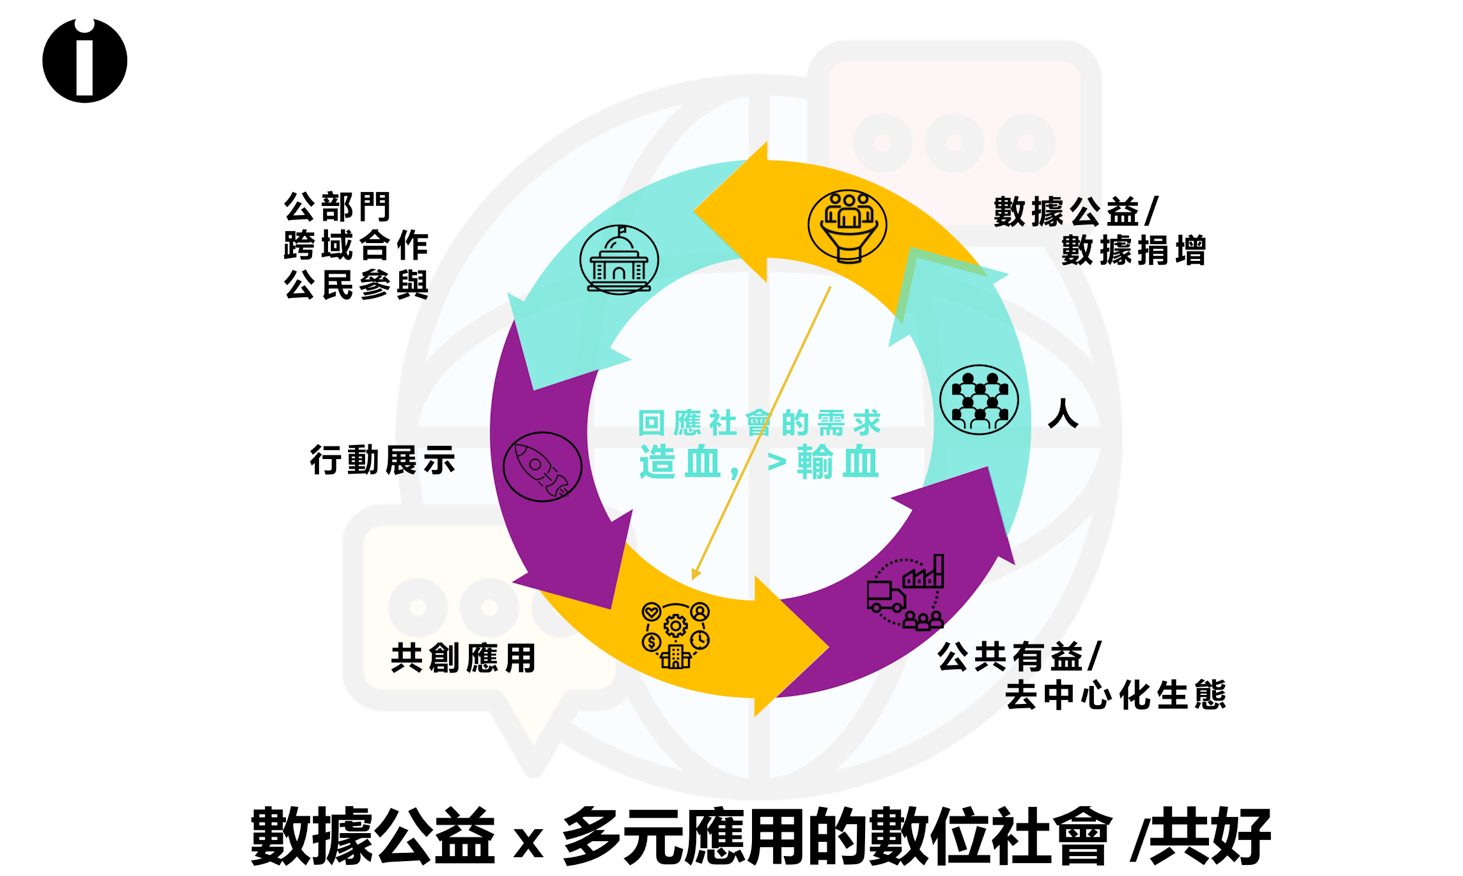 i
公部門
跨域合作
公民參與
數據公益/
數據捐增
人
回應社會的需求
造血，>輸血
行動展示
共創應用
公共有益/
去中心化生態
數據公益 x 多元應用的數位社會 /共好